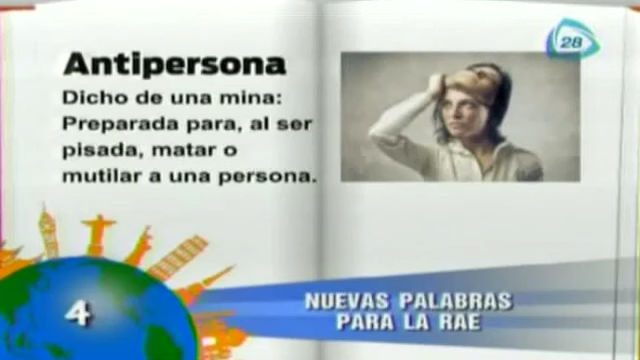 28
Antipersona
Dicho de una mina:
Preparada para, al ser
pisada, matar o
mutilar a una persona.
4
NUEVAS PALABRAS
PARA LA RAE